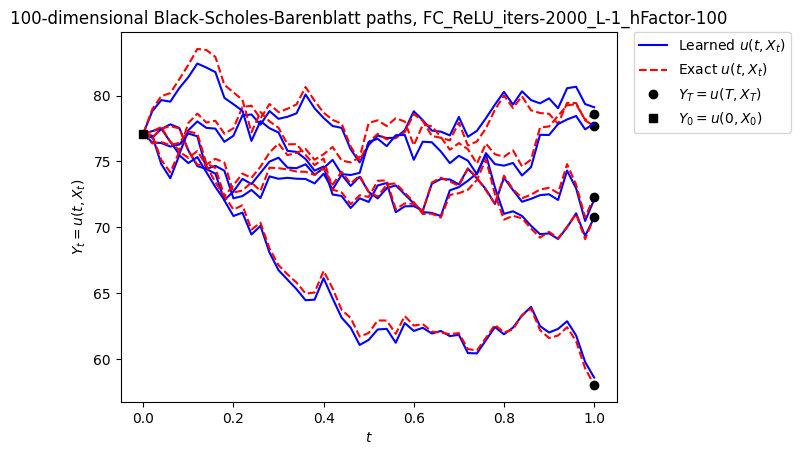 100-dimensional Black-Scholes-Barenblatt paths, FC_ReLU_iters-2000_L-1_hFactor-100
Learned u(t, X_t)
Exact u(t, X_t)
Y_T = u(T, X_T)
Y_0 = u(0, X_0)
Y_t = u(t, X_t)
80
75
70
65
60
0.0 0.2 0.4 0.6 0.8 1.0
t